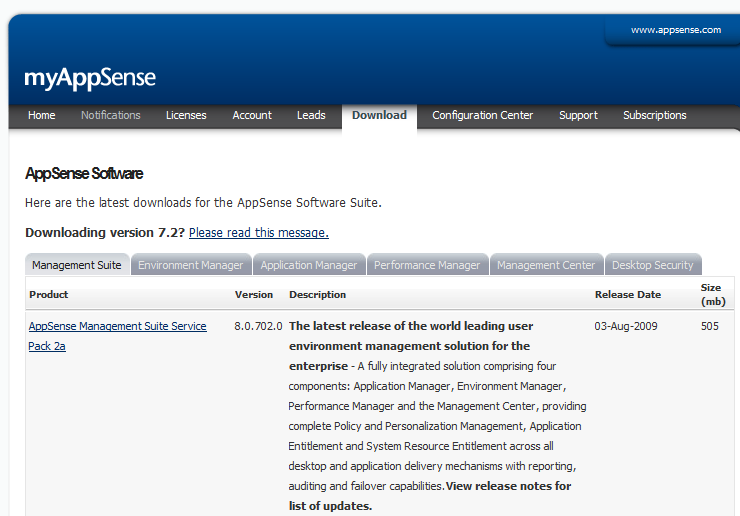 www.appsense.com
myAppSense
Home Notifications Licenses Account Leads Download Configuration Center Support Subscriptions
AppSense Software
Here are the latest downloads for the AppSense Software Suite.
Downloading version 7.2? Please read this message.
Management Suite Environment Manager Application Manager Performance Manager Management Center Desktop Security
Product Version Description Release Date Size (mb)
AppSense Management Suite Service Pack 2a
8.0.702.0
The latest release of the world leading user
environment management solution for the
enterprise - A fully integrated solution comprising four
components: Application Manager, Environment Manager,
Performance Manager and the Management Center, providing
complete Policy and Personalization Management, Application
Entitlement and System Resource Entitlement across all
desktop and application delivery mechanisms with reporting,
auditing and failover capabilities.View release notes for
list of updates.
03-Aug-2009
505